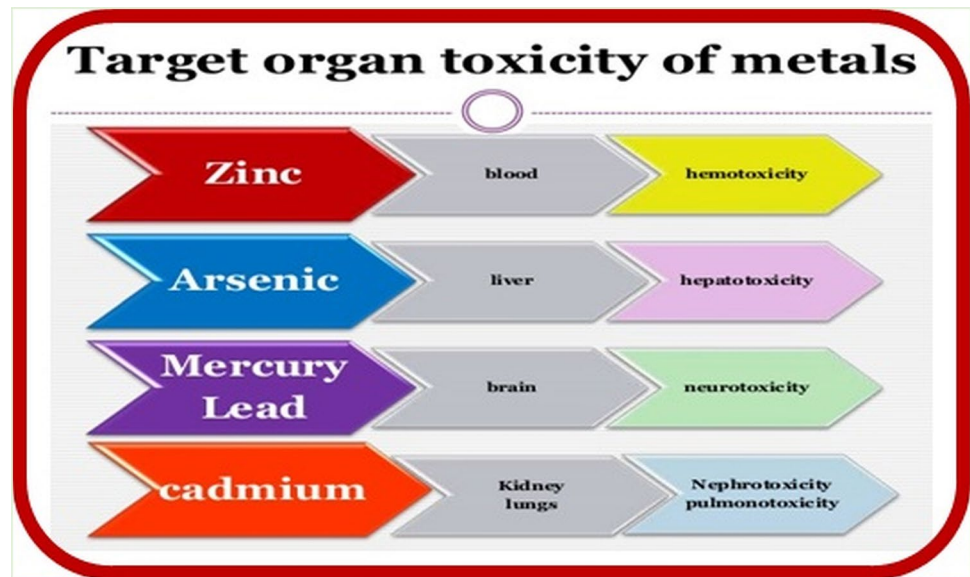 Target organ toxicity of metals
Zinc
blood
hemotoxicity
Arsenic
liver
hepatotoxicity
Mercury
Lead
brain
neurotoxicity
cadmium
Kidney
lungs
Nephrotoxicity
pulmonotoxicity